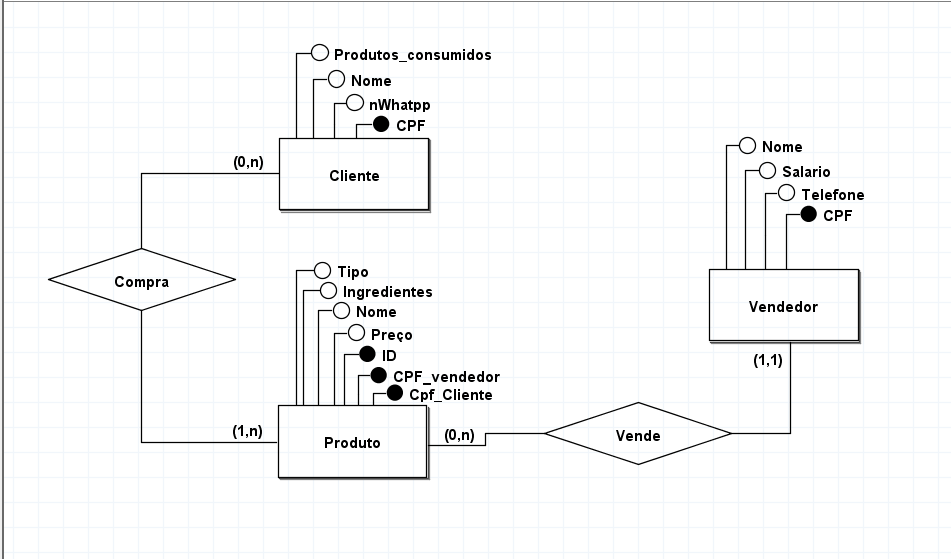 Produtos_consumidos
Nome
nWhatpp
CPF
(0,n)
Cliente
Nome
Salario
Telefone
CPF
Compra
Tipo
Ingredientes
Nome
Preço
ID
CPF_vendedor
Cpf_Cliente
Vendedor
(1,1)
(1,n)
Produto
(0,n)
Vende